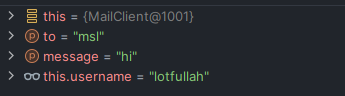 this = {MailClient@1001}
p to = "msl"
p message = "hi"
this.username = "lotfullah"